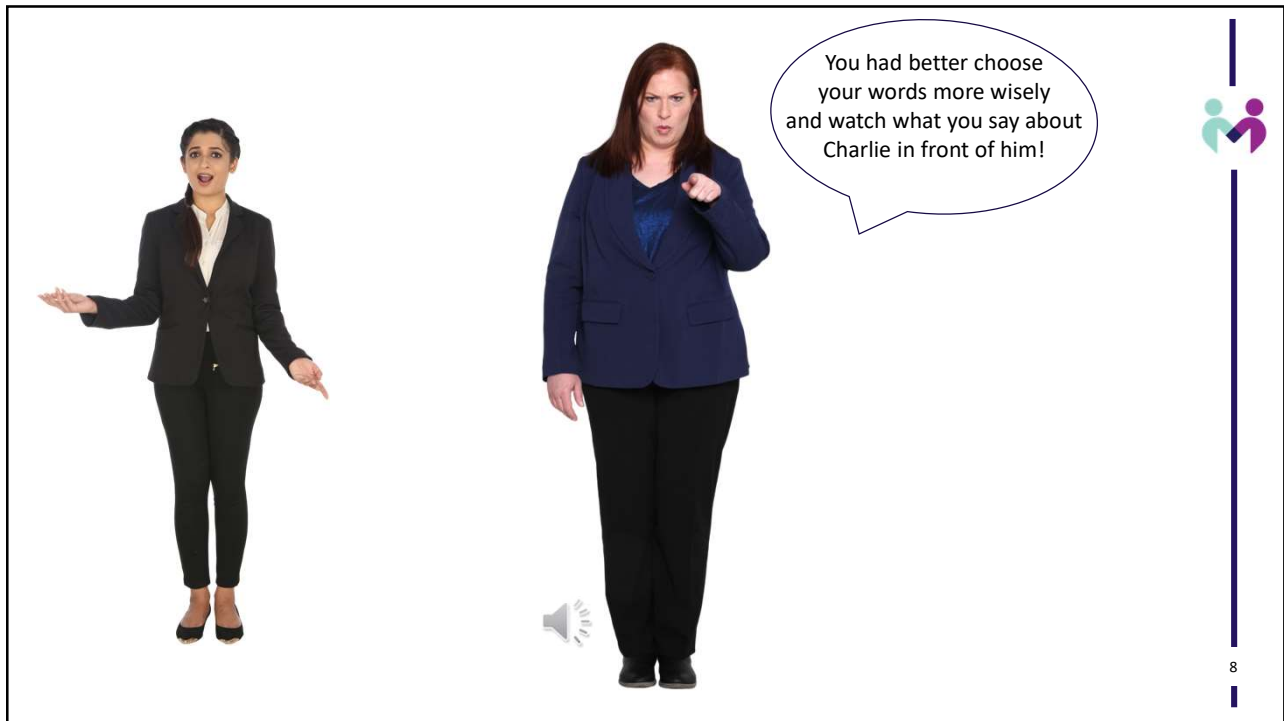 You had better choose
your words more wisely
and watch what you say about
Charlie in front of him!
8